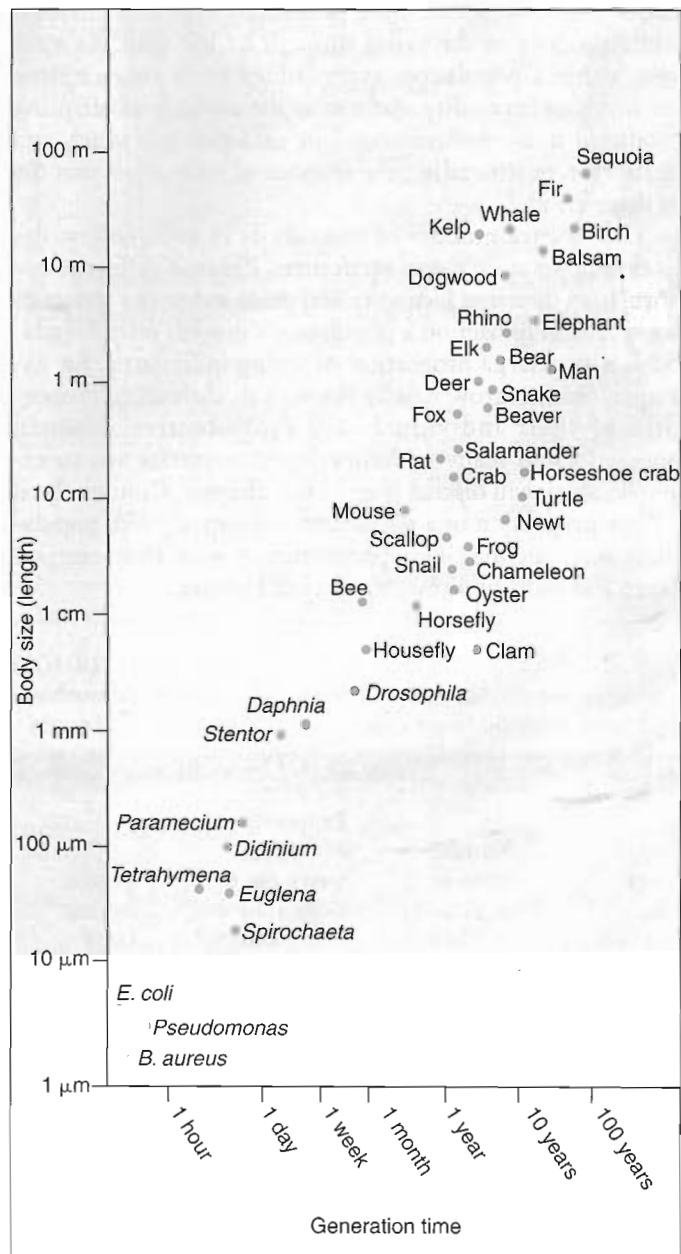 100 m
Sequoia
Fir
Whale
Kelp
Birch
Balsam
10 m
Dogwood
Rhino
Elephant
Elk
Bear
Man
1 m
Deer
Snake
Fox
Beaver
Salamander
Rat
Horseshoe crab
Crab
10 cm
Turtle
Mouse
Newt
Scallop
Frog
Snail
Chameleon
Bee
Oyster
1 cm
Horsefly
Housefly
Clam
Drosophila
Daphnia
1 mm
Stentor
Paramecium
100 μm
Didinium
Tetrahymena
Euglena
Spirochaeta
10 μm
E. coli
Pseudomonas
B. aureus
1 μm
Body size (length)
1 hour
1 day
1 week
1 month
1 year
10 years
100 years
Generation time